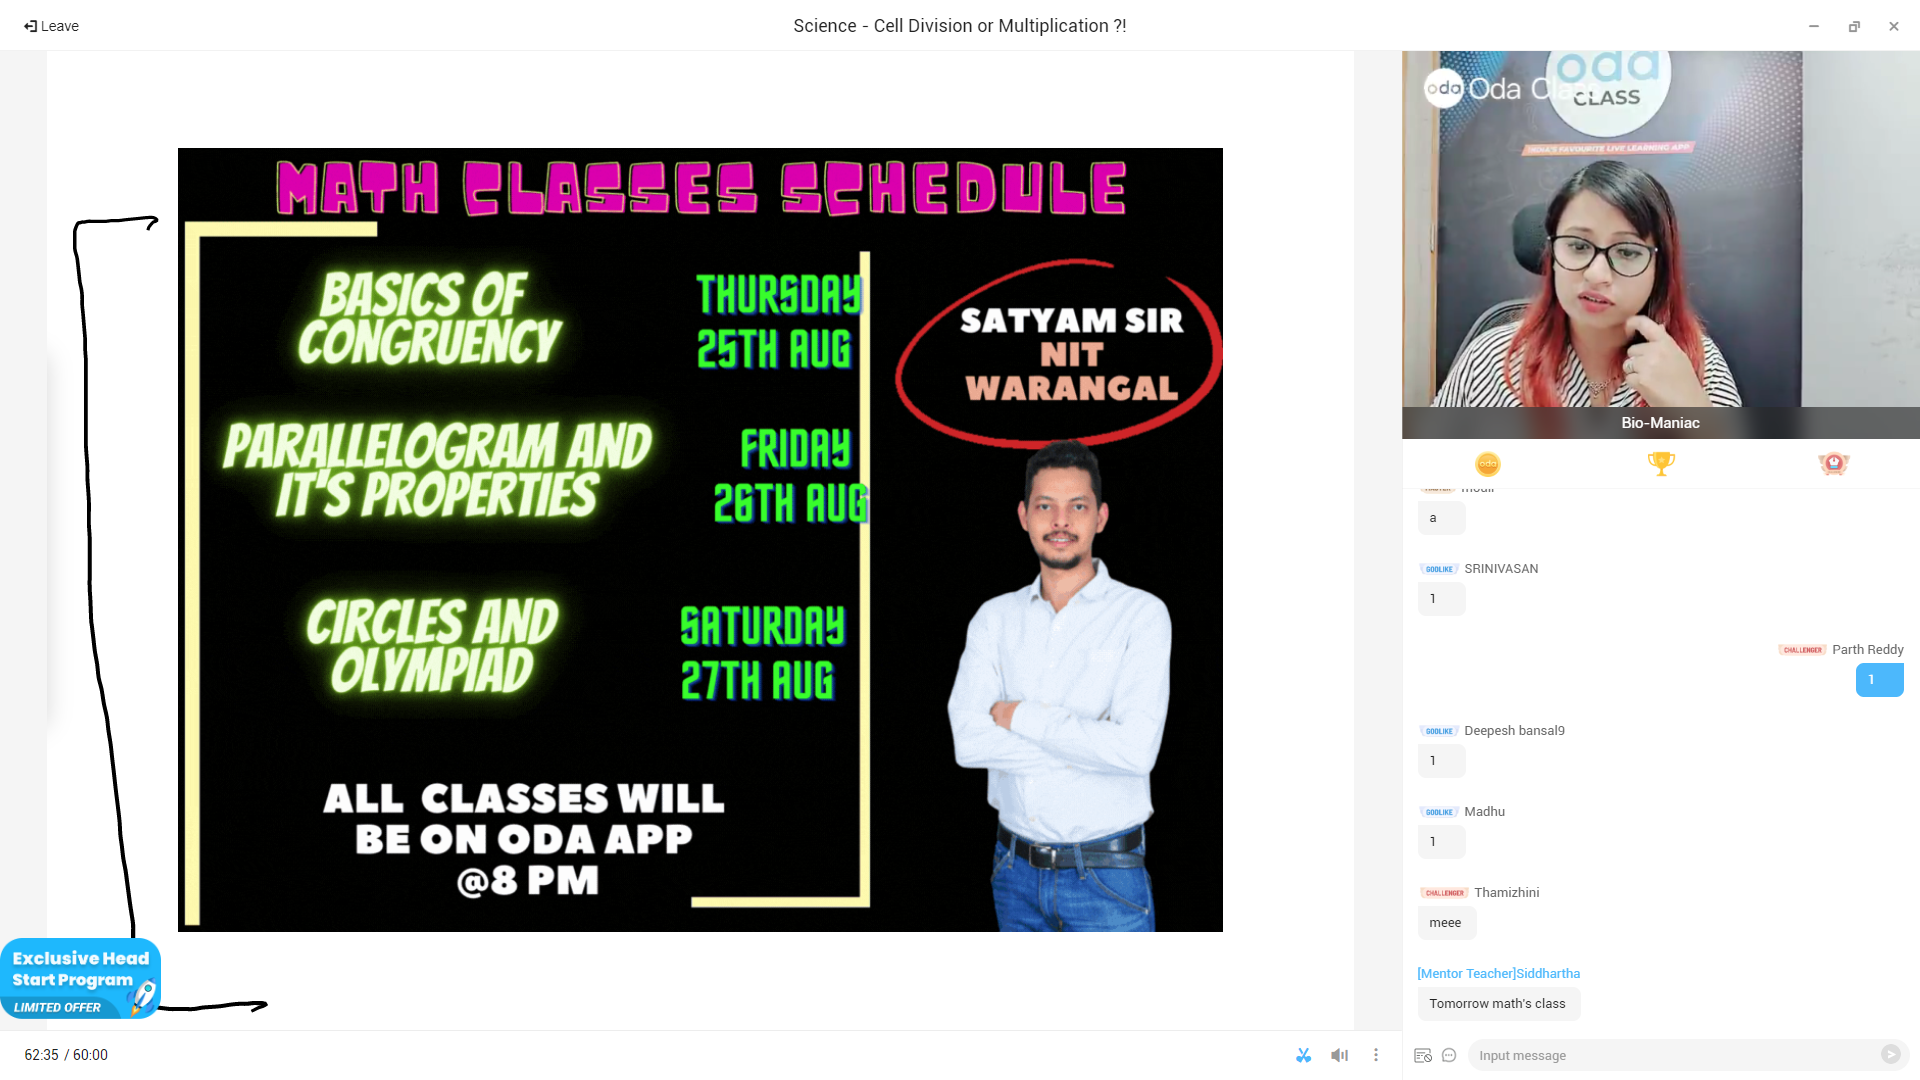 Leave
Science - Cell Division or Multiplication ?!
MATH CLASSES SCHEDULE
BASICS OF
CONGRUENCY
THURSDAY
25TH AUG
PARALLELOGRAM AND
IT'S PROPERTIES
FRIDAY
26TH AUG
CIRCLES AND
OLYMPIAD
SATURDAY
27TH AUG
ALL CLASSES WILL
BE ON ODA APP
@8 PM
SATYAM SIR
NIT
WARANGAL
Exclusive Head
Start Program
LIMITED OFFER
62:35 / 60:00
oda
CLASS
oda Oda Class
INDIA'S FAVOURITE LIVE LEARNING APP
Bio-Maniac
oda
a
GODLIKE SRINIVASAN
1
CHALLENGER Parth Reddy
1
GODLIKE Deepesh bansal9
1
GODLIKE Madhu
1
CHALLENGER Thamizhini
meee
[Mentor Teacher]Siddhartha
Tomorrow math's class
Input message